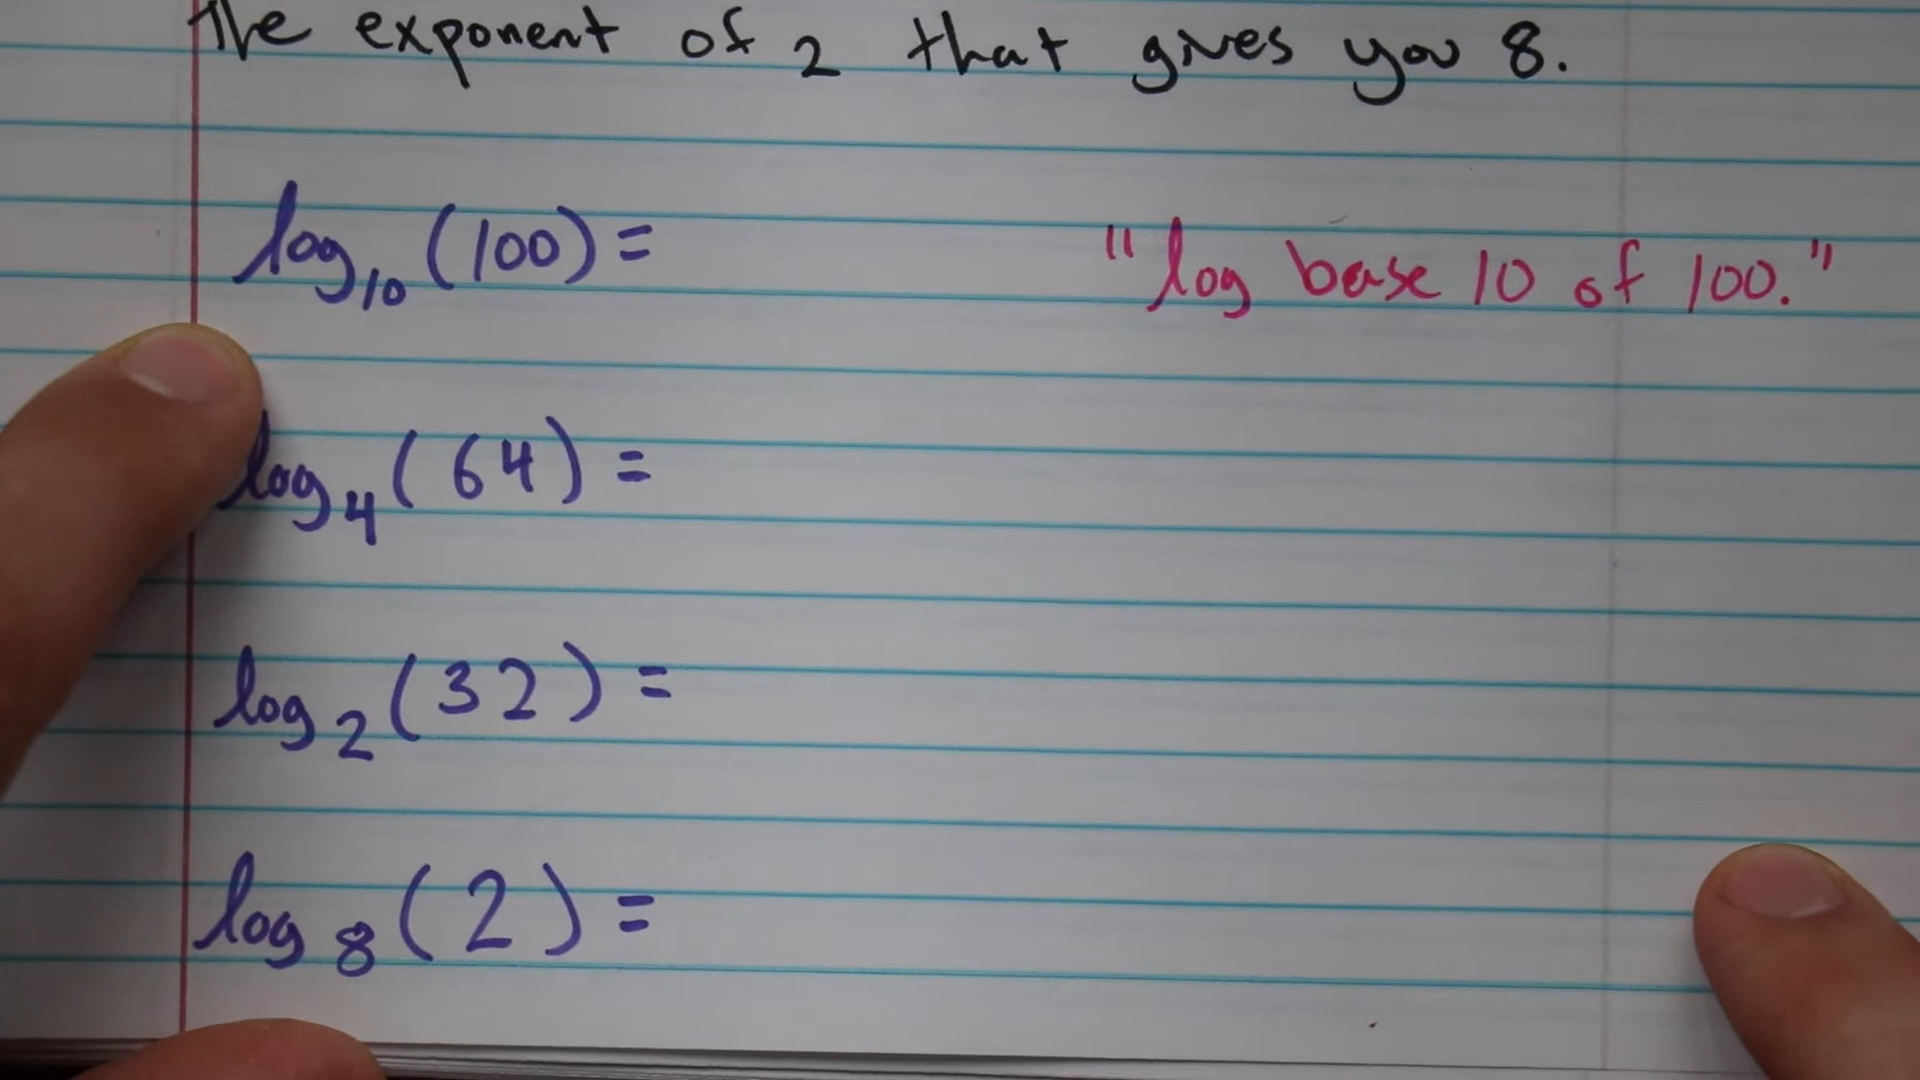 The exponent of 2 that gives you 8.
log₁₀(100) = "log base 10 of 100."
log₄(64) =
log₂(32) =
log₈(2) =